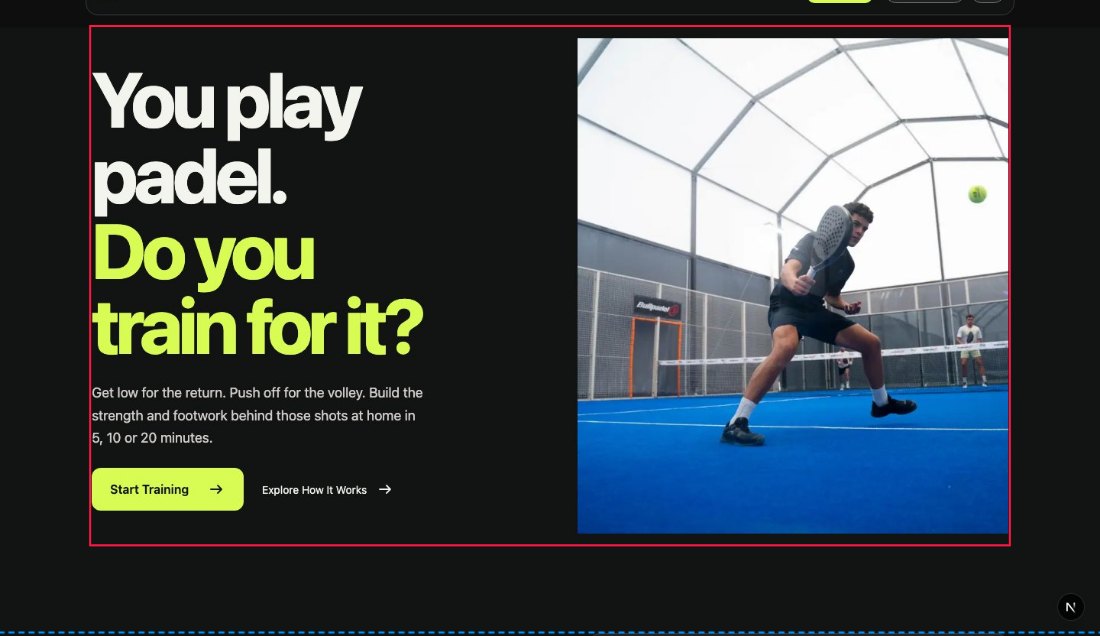 You play
padel.
Do you
train for it?
Get low for the return. Push off for the volley. Build the
strength and footwork behind those shots at home in
5, 10 or 20 minutes.
Start Training →
Explore How It Works →
Bullpadel
N